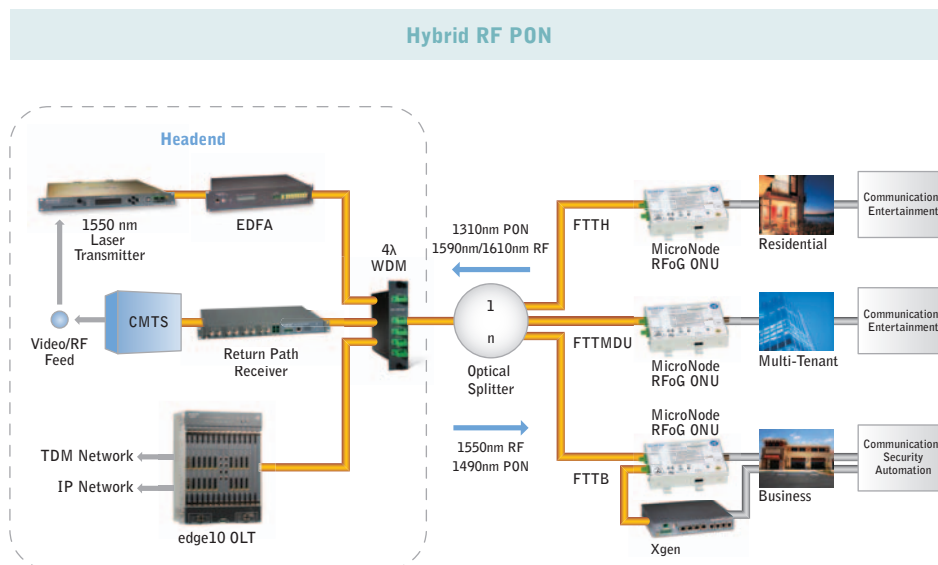 Hybrid RF PON
Headend
1550 nm
Laser
Transmitter
EDFA
4λ
WDM
CMTS
Video/RF
Feed
Return Path
Receiver
TDM Network
IP Network
edge10 OLT
1310nm PON
1590nm/1610nm RF
1
n
Optical
Splitter
1550nm RF
1490nm PON
FTTH
MicroNode
RFoG ONU
Residential
Communication
Entertainment
FTTMDU
MicroNode
RFoG ONU
Multi-Tenant
Communication
Entertainment
MicroNode
RFoG ONU
FTTB
Business
Communication
Security
Automation
Xgen